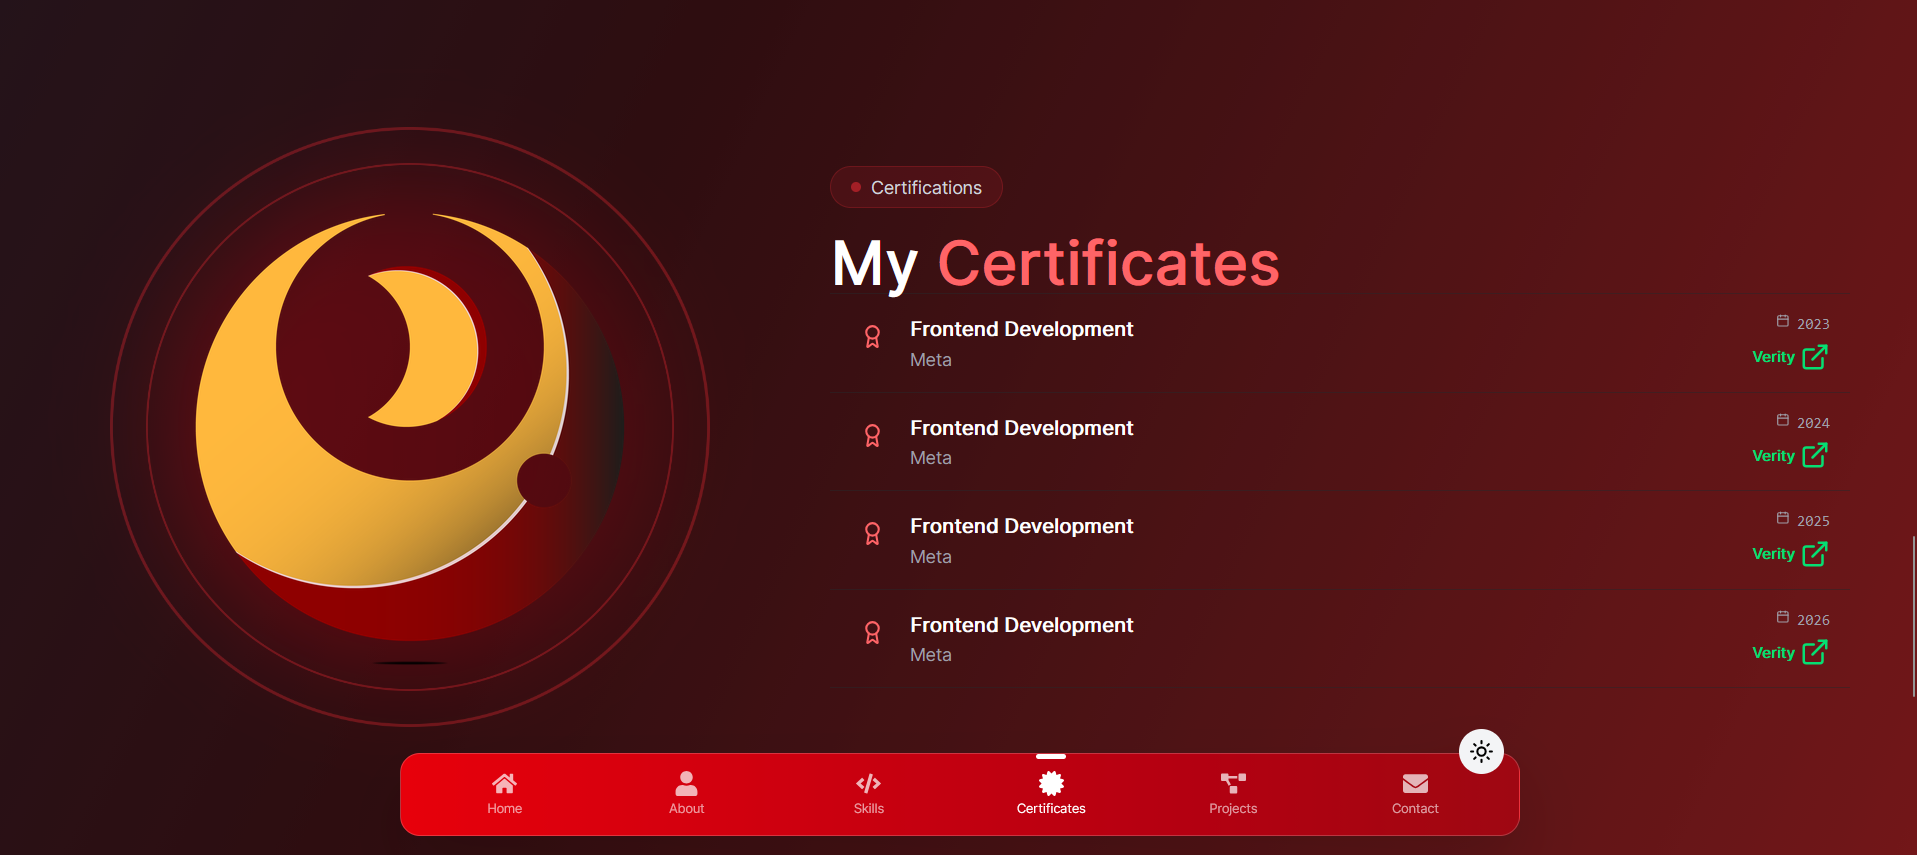 Certifications
My Certificates
Frontend Development
2023
Meta
Verity
Frontend Development
2024
Meta
Verity
Frontend Development
2025
Meta
Verity
Frontend Development
2026
Meta
Verity
Home
About
Skills
Certificates
Projects
Contact